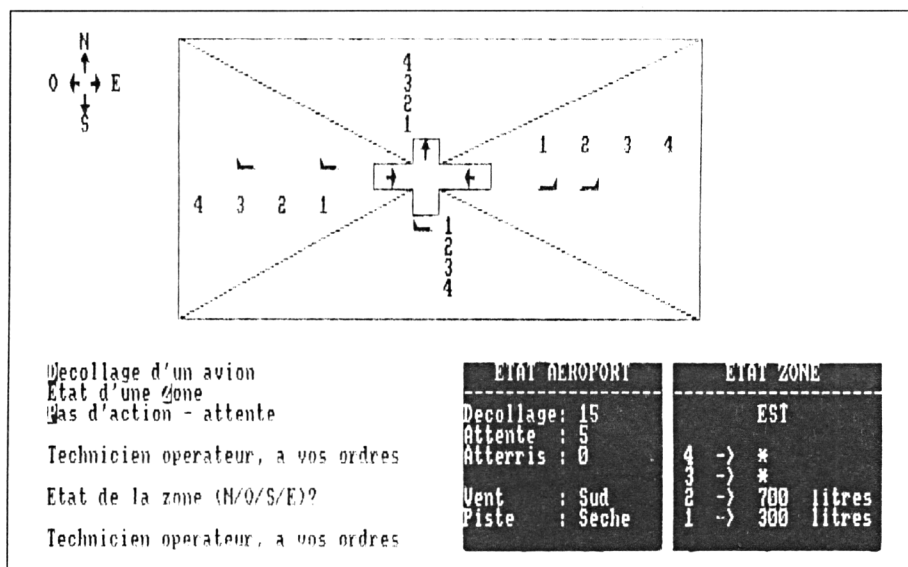 N
O E
S
4
3
2
1
1 2 3 4
4 3 2 1
1
2
3
4
Decollage d'un avion
Etat d'une Zone
Pas d'action - attente
Technicien operateur, a vos ordres
Etat de la zone (N/O/S/E)?
Technicien operateur, a vos ordres
ETAT AEROPORT
Decollage: 15
Attente : 5
Atterris : 0
Vent : Sud
Piste : Seche
ETAT ZONE
EST
4 -> *
3 -> *
2 -> 700 litres
1 -> 300 litres